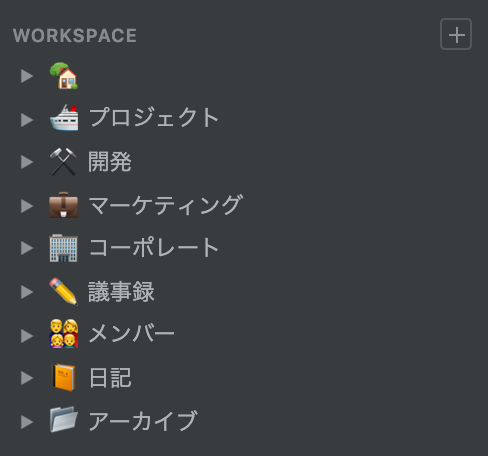 WORKSPACE
プロジェクト
開発
マーケティング
コーポレート
議事録
メンバー
日記
アーカイブ